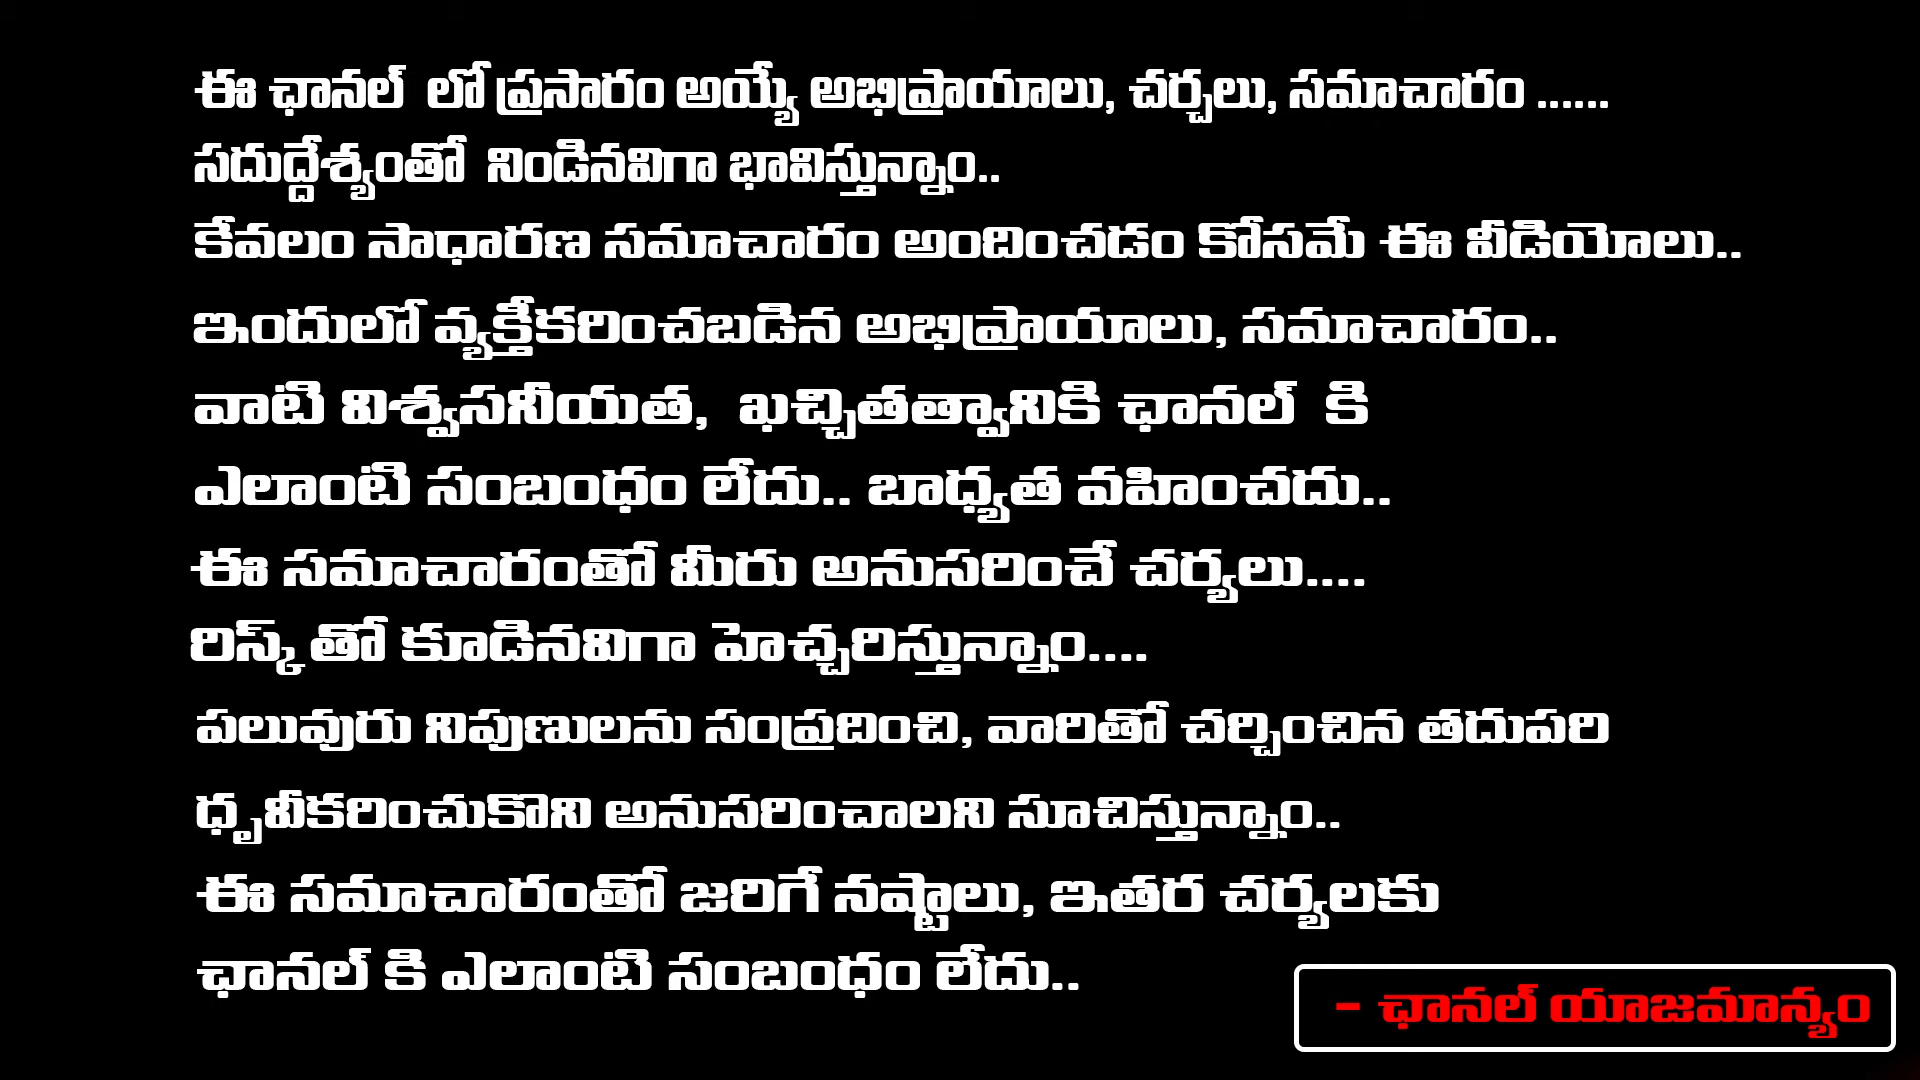 ఈ ఛానల్ లో ప్రసారం అయ్యే అభిప్రాయాలు, చర్చలు, సమాచారం ......
సదుద్దేశ్యంతో నిండినవిగా భావిస్తున్నాం..
కేవలం సాధారణ సమాచారం అందించడం కోసమే ఈ వీడియోలు..
ఇందులో వ్యక్తీకరించబడిన అభిప్రాయాలు, సమాచారం..
వాటి విశ్వసనీయత, ఖచ్చితత్వానికి ఛానల్ కి
ఎలాంటి సంబంధం లేదు.. బాధ్యత వహించదు..
ఈ సమాచారంతో మీరు అనుసరించే చర్యలు....
రిస్క్ తో కూడినవిగా హెచ్చరిస్తున్నాం....
పలువురు నిపుణులను సంప్రదించి, వారితో చర్చించిన తదుపరి
ధృవీకరించుకొని అనుసరించాలని సూచిస్తున్నాం..
ఈ సమాచారంతో జరిగే నష్టాలు, ఇతర చర్యలకు
ఛానల్ కి ఎలాంటి సంబంధం లేదు..
- ఛానల్ యాజమాన్యం